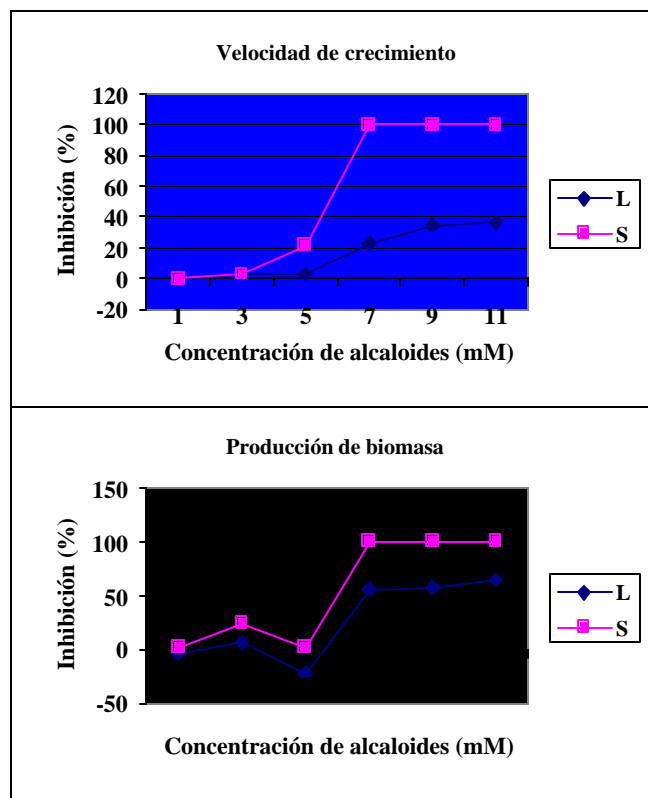 Velocidad de crecimiento
120
100
80
60
40
20
0
-20
Inhibición (%)
1 3 5 7 9 11
Concentración de alcaloides (mM)
L
S
Producción de biomasa
150
100
50
0
-50
Inhibición (%)
Concentración de alcaloides (mM)
L
S